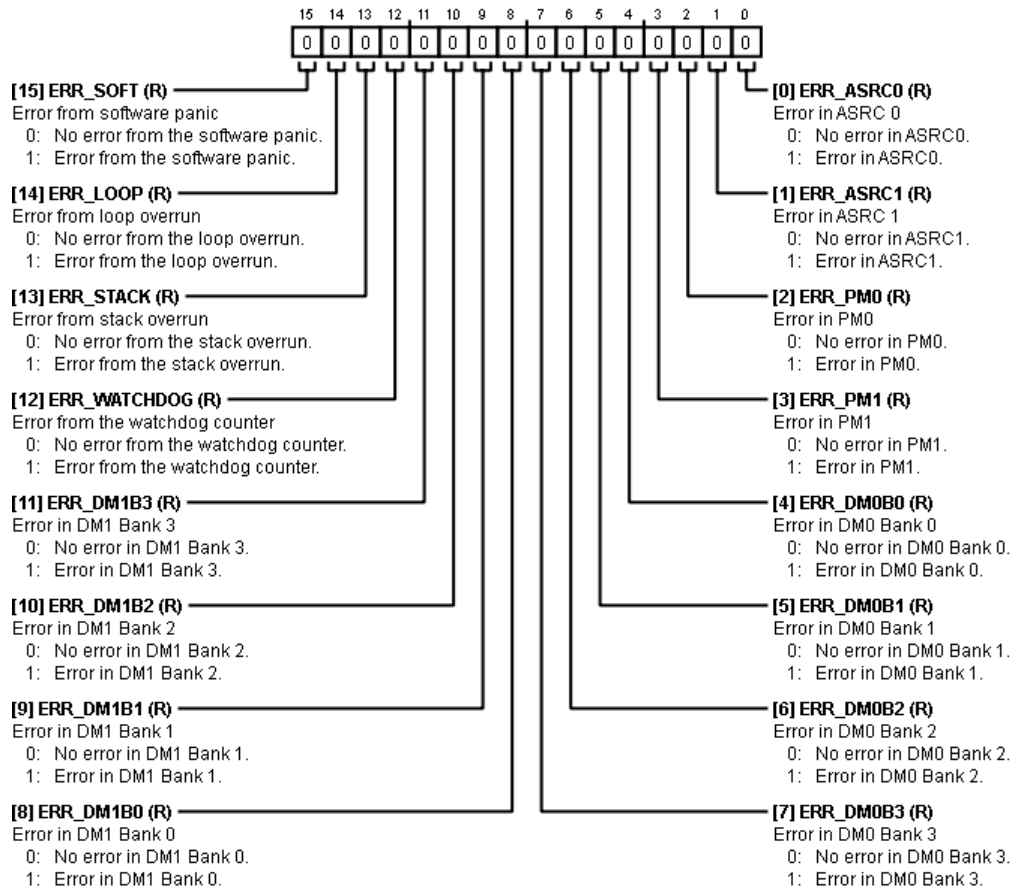 15 14 13 12 11 10 9 8 7 6 5 4 3 2 1 0
0 0 0 0 0 0 0 0 0 0 0 0 0 0 0 0
[15] ERR_SOFT (R)
Error from software panic
0: No error from the software panic.
1: Error from the software panic.
[14] ERR_LOOP (R)
Error from loop overrun
0: No error from the loop overrun.
1: Error from the loop overrun.
[13] ERR_STACK (R)
Error from stack overrun
0: No error from the stack overrun.
1: Error from the stack overrun.
[12] ERR_WATCHDOG (R)
Error from the watchdog counter
0: No error from the watchdog counter.
1: Error from the watchdog counter.
[11] ERR_DM1B3 (R)
Error in DM1 Bank 3
0: No error in DM1 Bank 3.
1: Error in DM1 Bank 3.
[10] ERR_DM1B2 (R)
Error in DM1 Bank 2
0: No error in DM1 Bank 2.
1: Error in DM1 Bank 2.
[9] ERR_DM1B1 (R)
Error in DM1 Bank 1
0: No error in DM1 Bank 1.
1: Error in DM1 Bank 1.
[8] ERR_DM1B0 (R)
Error in DM1 Bank 0
0: No error in DM1 Bank 0.
1: Error in DM1 Bank 0.
[0] ERR_ASRC0 (R)
Error in ASRC 0
0: No error in ASRC0.
1: Error in ASRC0.
[1] ERR_ASRC1 (R)
Error in ASRC 1
0: No error in ASRC1.
1: Error in ASRC1.
[2] ERR_PM0 (R)
Error in PM0
0: No error in PM0.
1: Error in PM0.
[3] ERR_PM1 (R)
Error in PM1
0: No error in PM1.
1: Error in PM1.
[4] ERR_DM0B0 (R)
Error in DM0 Bank 0
0: No error in DM0 Bank 0.
1: Error in DM0 Bank 0.
[5] ERR_DM0B1 (R)
Error in DM0 Bank 1
0: No error in DM0 Bank 1.
1: Error in DM0 Bank 1.
[6] ERR_DM0B2 (R)
Error in DM0 Bank 2
0: No error in DM0 Bank 2.
1: Error in DM0 Bank 2.
[7] ERR_DM0B3 (R)
Error in DM0 Bank 3
0: No error in DM0 Bank 3.
1: Error in DM0 Bank 3.